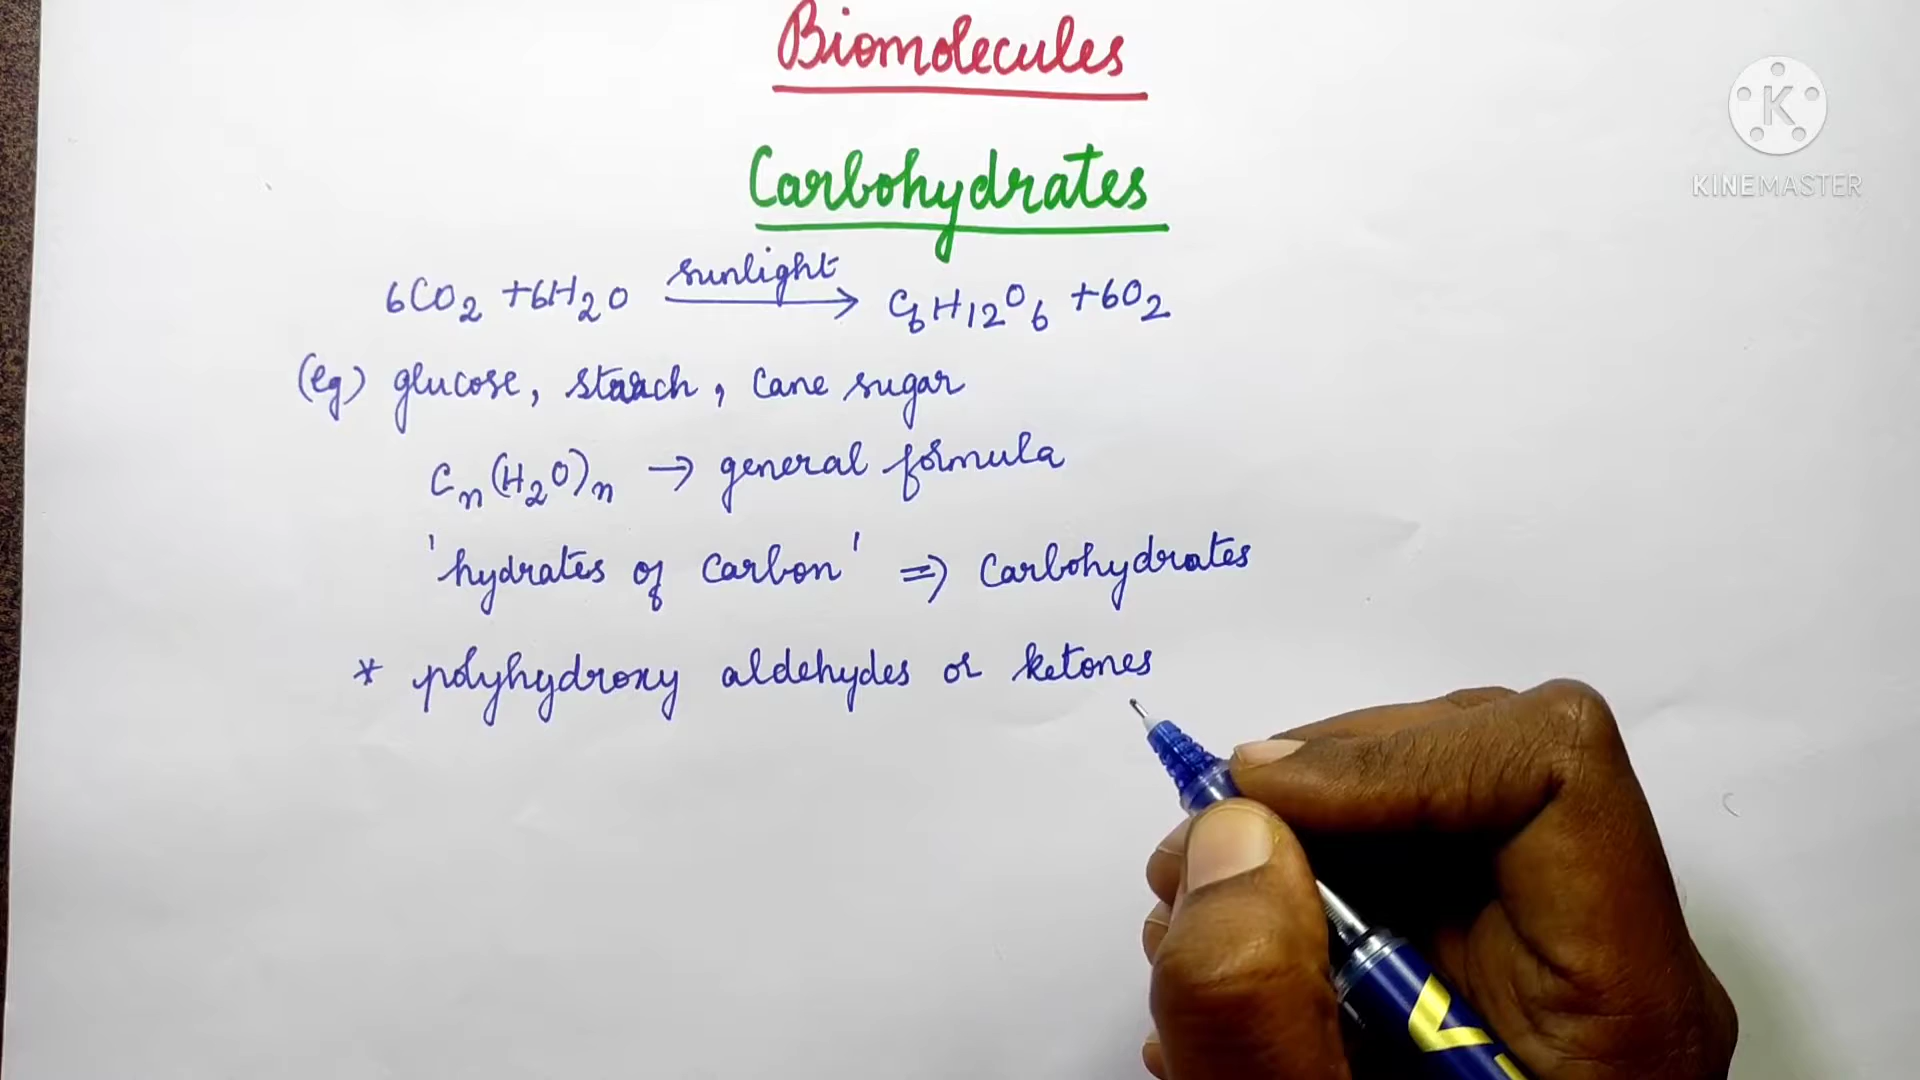 Biomolecules
K
KINEMASTER
Carbohydrates
6CO₂ +6H₂O sunlight → C₆H₁₂O₆ +6O₂
(eg) glucose, starch, cane sugar
Cₙ(H₂O)ₙ → general formula
'hydrates of carbon' ⇒ Carbohydrates
* polyhydroxy aldehydes or ketones
V